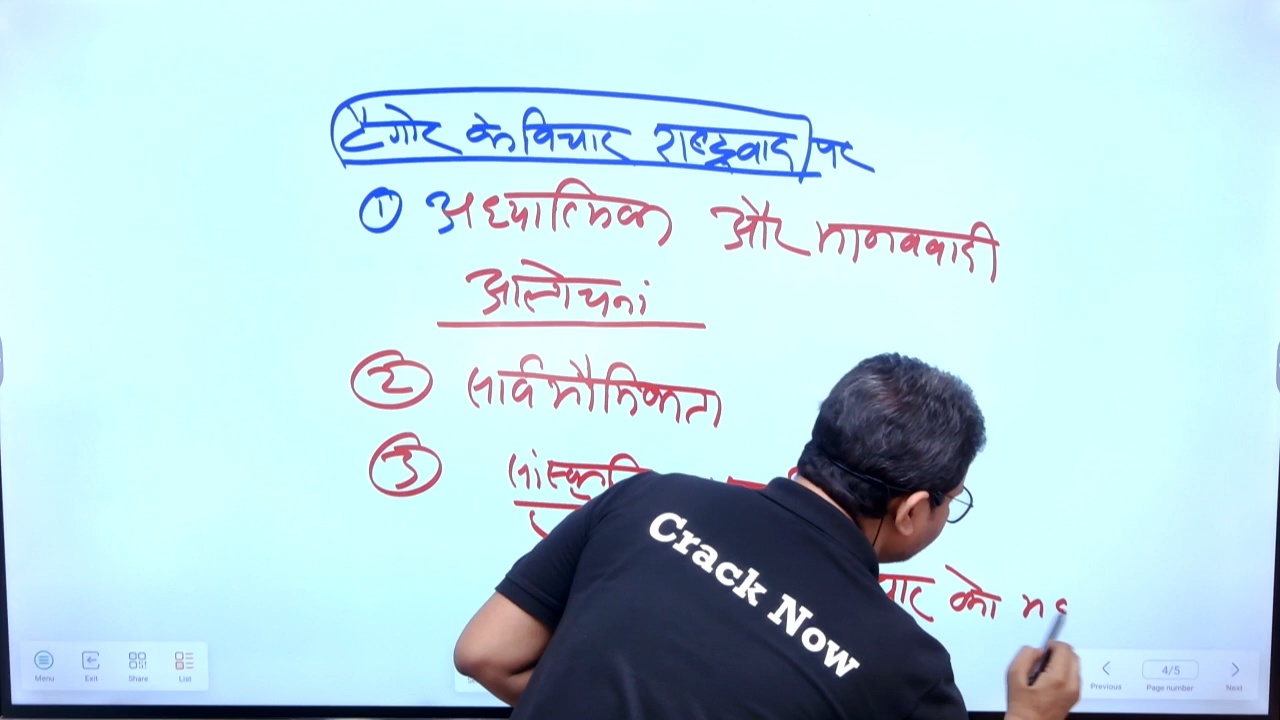 टैगोर के विचार राष्ट्रवाद पर
① अध्यात्मिक और मानववादी
आलोचनां
② सार्वभौमिकता
③
को
Crack Now
Menu Exit Share List
Previous 4/5 Page number Next